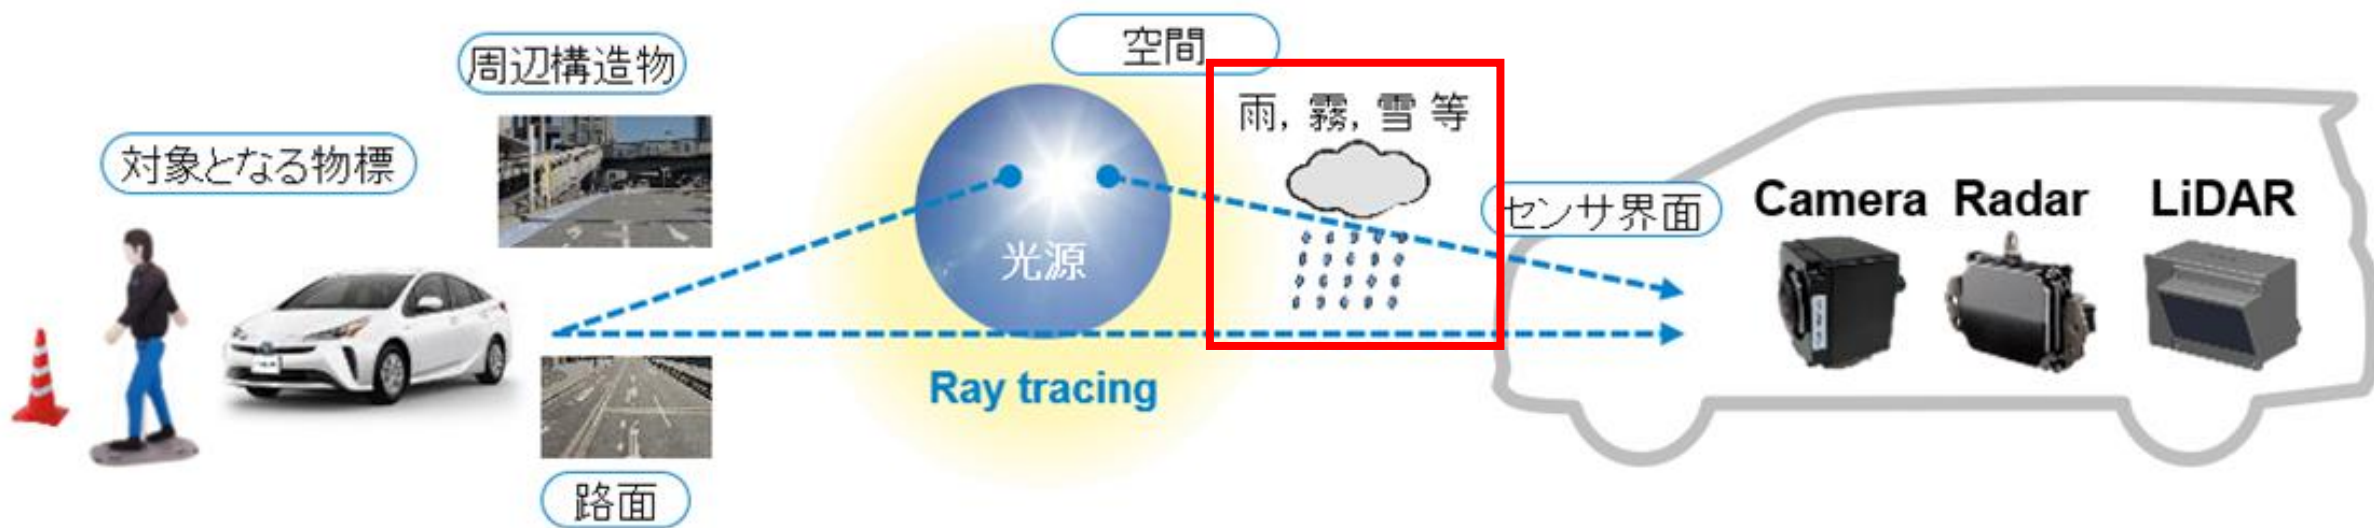 対象となる物標
周辺構造物
路面
空間
光源
Ray tracing
雨, 霧, 雪 等
センサ界面
Camera
Radar
LiDAR